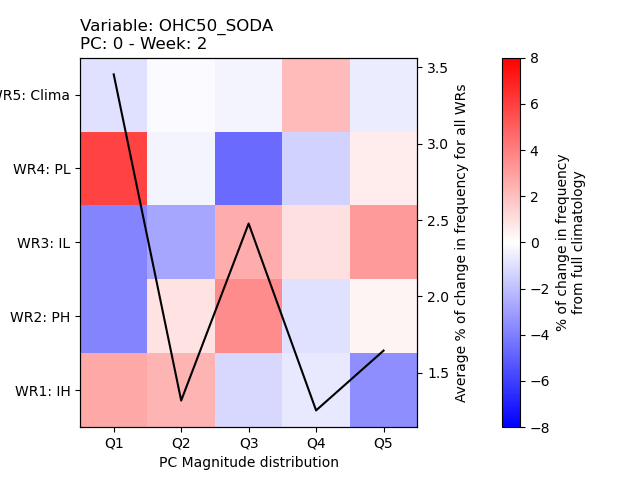 Variable: OHC50_SODA
PC: 0 - Week: 2
WR5: Clima
WR4: PL
WR3: IL
WR2: PH
WR1: IH
Q1 Q2 Q3 Q4 Q5
PC Magnitude distribution
3.5
3.0
2.5
2.0
1.5
Average % of change in frequency for all WRs
8
6
4
2
0
−2
−4
−6
−8
% of change in frequency
from full climatology